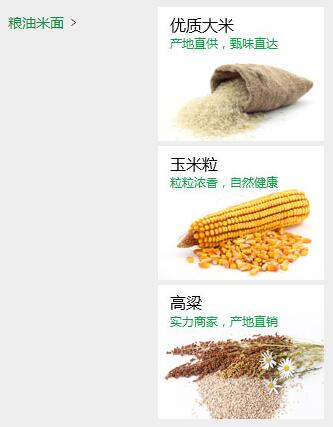 粮油米面 >
优质大米
产地直供，甄味直达
玉米粒
粒粒浓香，自然健康
高粱
实力商家，产地直销